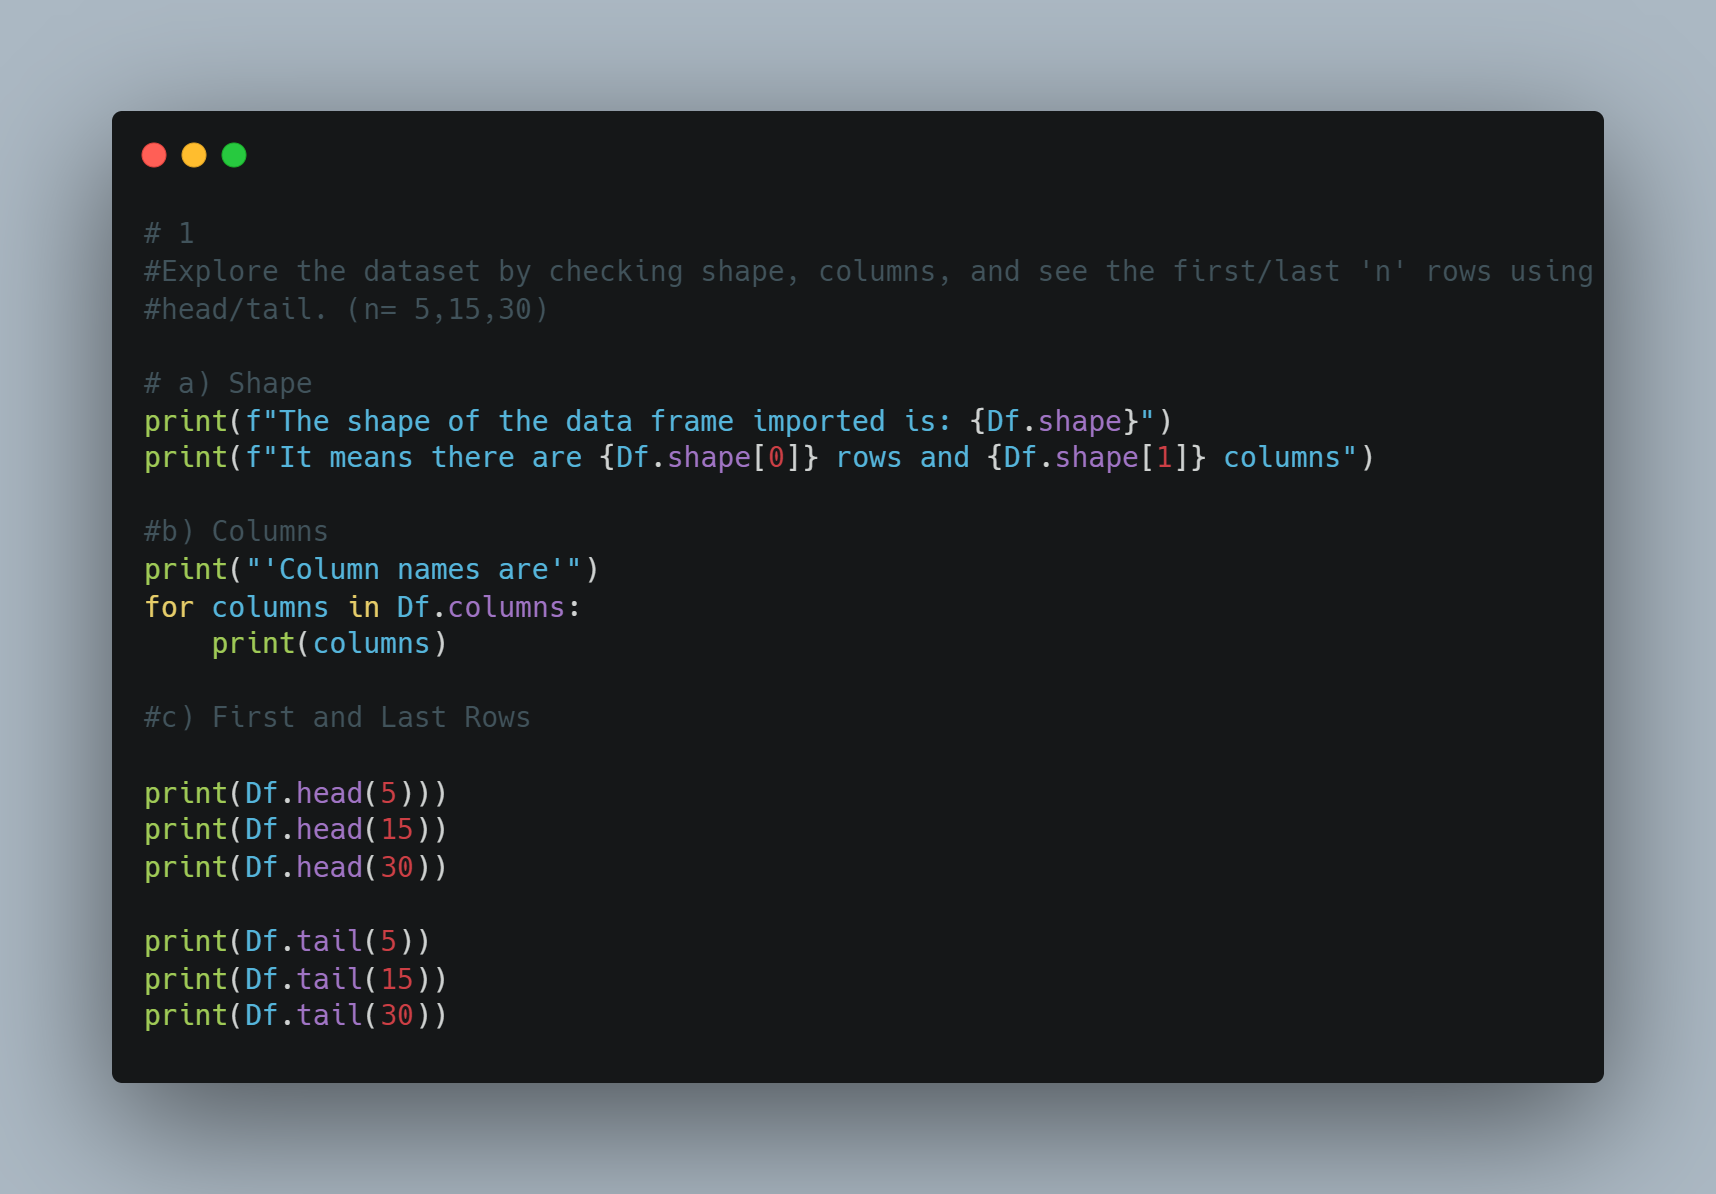 # 1
#Explore the dataset by checking shape, columns, and see the first/last 'n' rows using
#head/tail. (n= 5,15,30)
# a) Shape
print(f"The shape of the data frame imported is: {Df.shape}")
print(f"It means there are {Df.shape[0]} rows and {Df.shape[1]} columns")
#b) Columns
print("'Column names are'")
for columns in Df.columns:
    print(columns)
#c) First and Last Rows
print(Df.head(5)))
print(Df.head(15))
print(Df.head(30))
print(Df.tail(5))
print(Df.tail(15))
print(Df.tail(30))